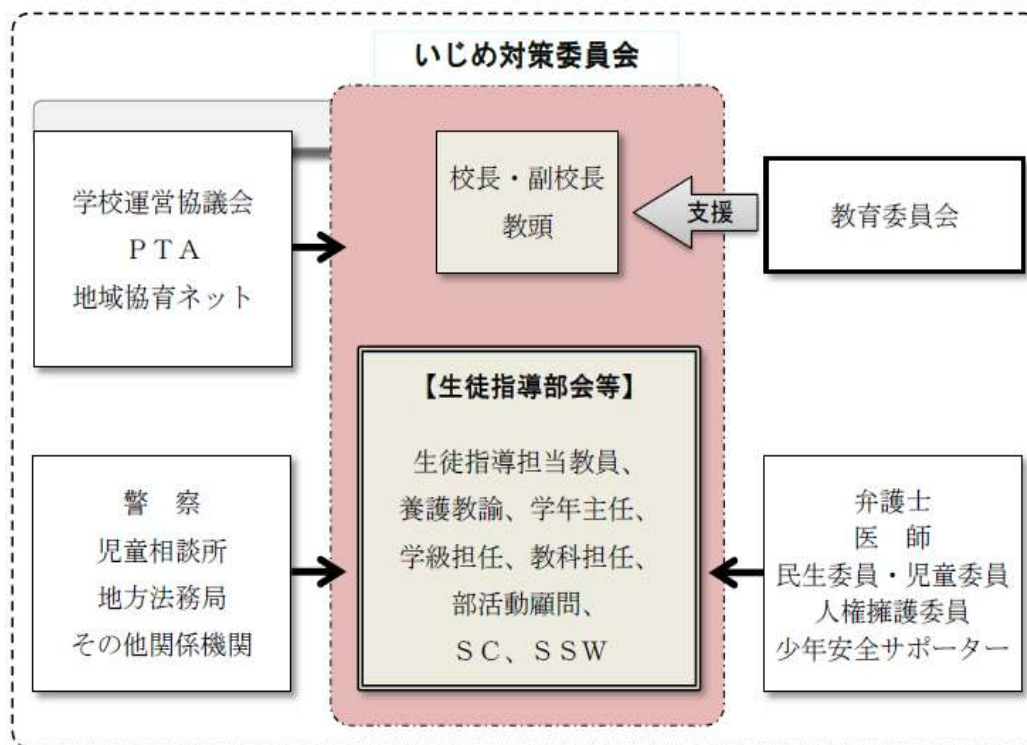 いじめ対策委員会
学校運営協議会
ＰＴＡ
地域協育ネット
校長・副校長
教頭
支援
教育委員会
【生徒指導部会等】
生徒指導担当教員、
養護教諭、学年主任、
学級担任、教科担任、
部活動顧問、
ＳＣ、ＳＳＷ
警　察
児童相談所
地方法務局
その他関係機関
弁護士
医　師
民生委員・児童委員
人権擁護委員
少年安全サポーター